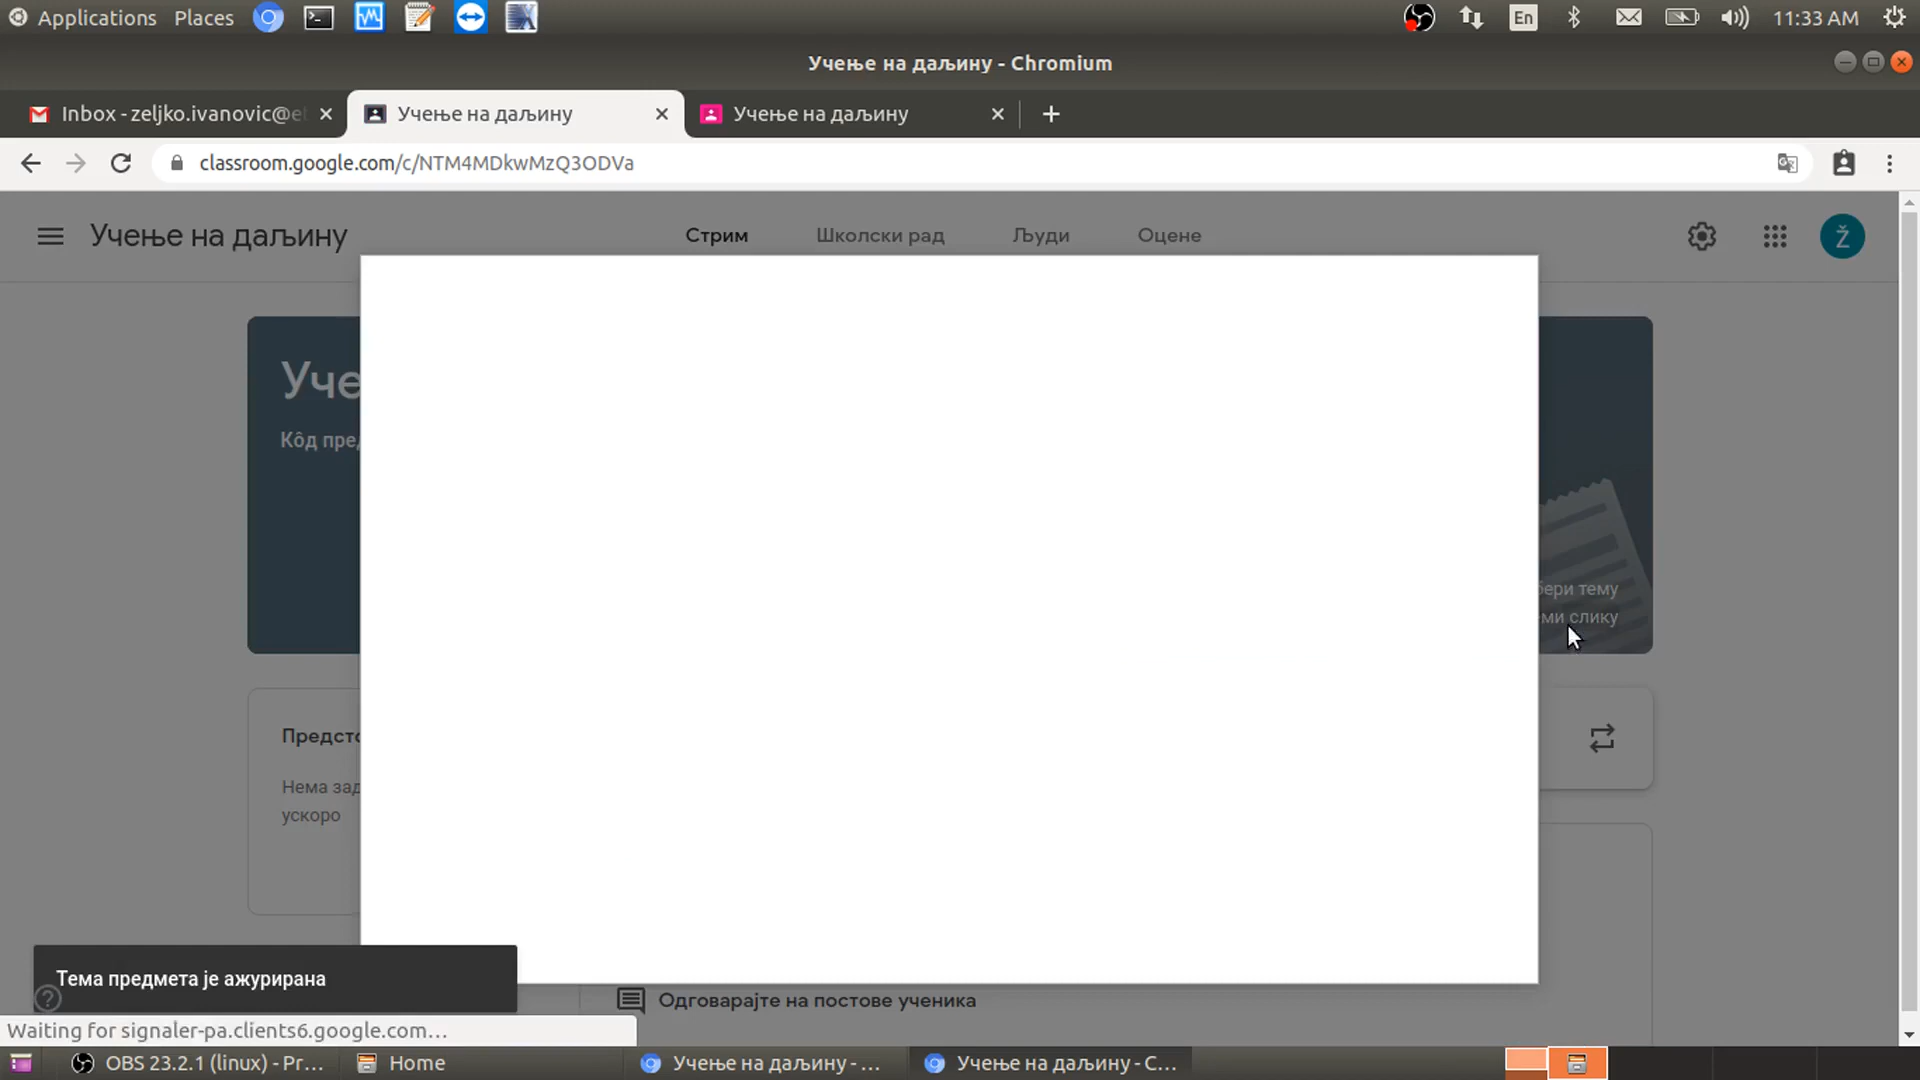 Applications Places En 11:33 AM
Учење на даљину - Chromium
Inbox - zeljko.ivanovic@e Учење на даљину Учење на даљину
classroom.google.com/c/NTM4MDkwMzQ3ODVa
Учење на даљину Стрим Школски рад Људи Оцене Ž
Уче
Кôд пред
бери тему
ми слику
Предсто
Нема зад
ускоро
Тема предмета је ажурирана
Одговарајте на постове ученика
Waiting for signaler-pa.clients6.google.com...
OBS 23.2.1 (linux) - Pr... Home Учење на даљину - ... Учење на даљину - C...